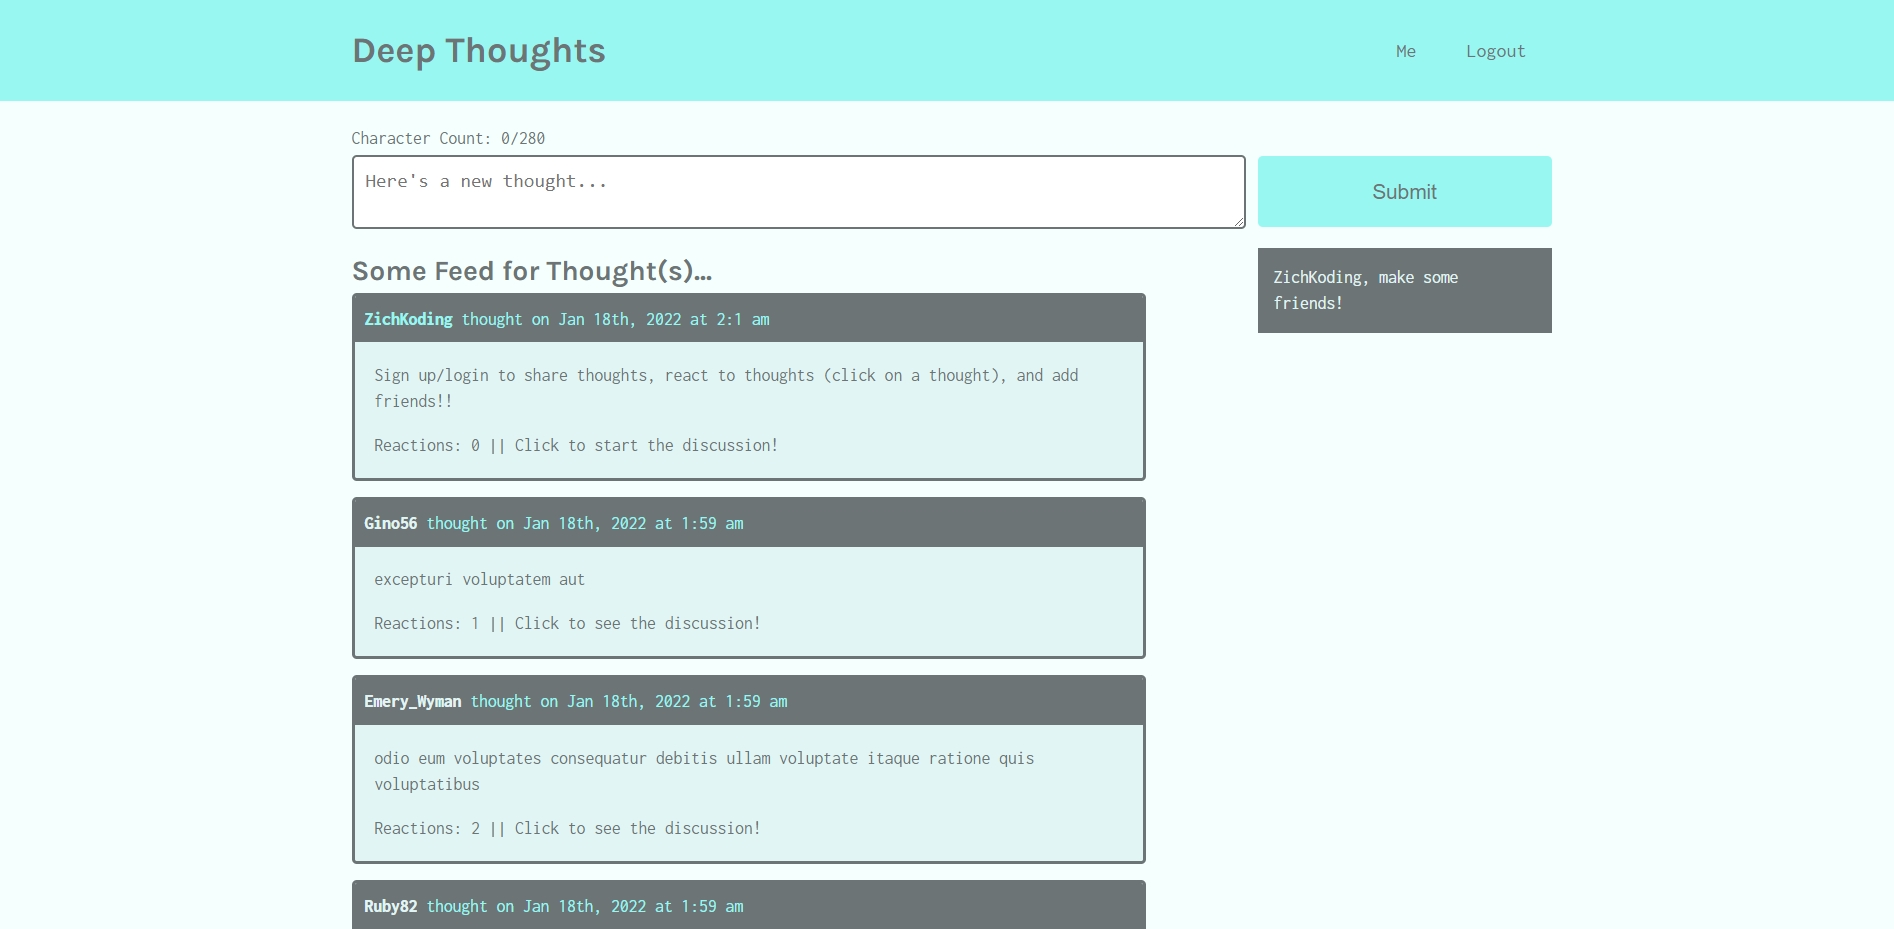 Deep Thoughts
Me
Logout
Character Count: 0/280
Here's a new thought...
Submit
Some Feed for Thought(s)...
ZichKoding thought on Jan 18th, 2022 at 2:1 am
Sign up/login to share thoughts, react to thoughts (click on a thought), and add
friends!!
Reactions: 0 || Click to start the discussion!
Gino56 thought on Jan 18th, 2022 at 1:59 am
excepturi voluptatem aut
Reactions: 1 || Click to see the discussion!
Emery_Wyman thought on Jan 18th, 2022 at 1:59 am
odio eum voluptates consequatur debitis ullam voluptate itaque ratione quis
voluptatibus
Reactions: 2 || Click to see the discussion!
Ruby82 thought on Jan 18th, 2022 at 1:59 am
ZichKoding, make some
friends!